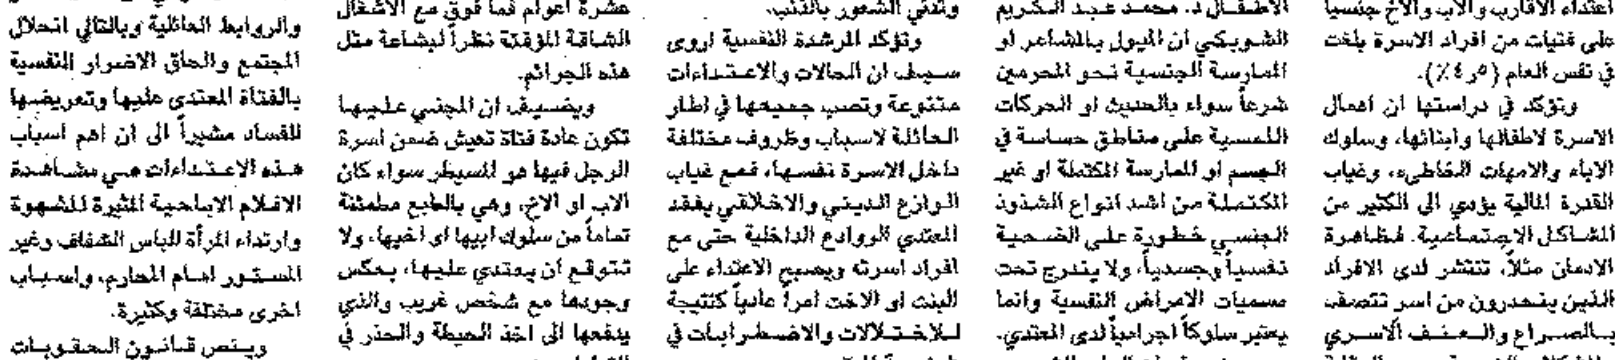 اعتداء الاقارب والاب والاخ جنسيا
على فتيات من افراد الاسرة بلغت
في نفس العام (٤٫٥٪).
وتؤكد في دراستها ان اهمال
الاسرة لاطفالها وابنائها، وسلوك
الاباء والامهات الخاطىء، وغياب
القدرة المالية يؤدي الى الكثير من
المشاكل الاجتماعية. فظاهرة
الادمان مثلاً، تنتشر لدى الافراد
الذين ينحدرون من اسر تتصف
بالصراع والعنف الاسري
الاطفال د. محمد عبد الكريم
الشوبكي ان الميول بالمشاعر او
الممارسة الجنسية نحو المحرمين
شرعاً سواء بالحديث او الحركات
اللمسية على مناطق حساسة في
الجسم او الممارسة المكتملة او غير
المكتملة من اشد انواع الشذوذ
الجنسي خطورة على الضحية
نفسياً وجسدياً، ولا يندرج تحت
مسميات الامراض النفسية وانما
يعتبر سلوكاً اجرامياً لدى المعتدي.
وتدني الشعور بالذنب.
وتؤكد المرشدة النفسية اروى
سيف ان الحالات والاعتداءات
متنوعة وتصب جميعها في اطار
العائلة لاسباب وظروف مختلفة
داخل الاسرة نفسها، فمع غياب
الوازع الديني والاخلاقي يفقد
المعتدي الروادع الداخلية حتى مع
افراد اسرته ويصبح الاعتداء على
البنت او الاخت امراً عادياً كنتيجة
للاختلالات والاضطرابات في
عشرة اعوام فما فوق مع الاشغال
الشاقة المؤقتة نظراً لبشاعة مثل
هذه الجرائم.
ويضيف ان المجني عليها
تكون عادة فتاة تعيش ضمن اسرة
الرجل فيها هو المسيطر سواء كان
الاب او الاخ، وهي بالطبع مطمئنة
تماماً من سلوك ابيها او اخيها، ولا
تتوقع أن يعتدي عليها، بعكس
وجودها مع شخص غريب والذي
يدفعها الى اخذ الحيطة والحذر في
والروابط العائلية وبالتالي انحلال
المجتمع والحاق الاضرار النفسية
بالفتاة المعتدى عليها وتعريضها
للفساد مشيراً الى ان اهم اسباب
هذه الاعتداءات هي مشاهدة
الافلام الاباحية المثيرة للشهوة
وارتداء المرأة للباس الشفاف وغير
المستور امام المحارم، واسباب
اخرى مختلفة وكثيرة.
وينص قانون العقوبات